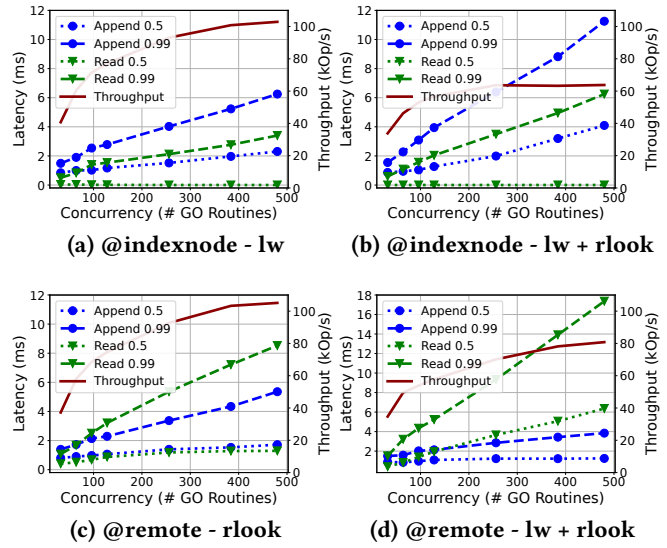 12
10
8
6
4
2
0
Latency (ms)
Append 0.5
Append 0.99
Read 0.5
Read 0.99
Throughput
100
80
60
40
20
0
Throughput (kOp/s)
0 100 200 300 400 500
Concurrency (# GO Routines)
(a) @indexnode - lw
12
10
8
6
4
2
0
Latency (ms)
Append 0.5
Append 0.99
Read 0.5
Read 0.99
Throughput
100
80
60
40
20
0
Throughput (kOp/s)
0 100 200 300 400 500
Concurrency (# GO Routines)
(b) @indexnode - lw + rlook
12
10
8
6
4
2
0
Latency (ms)
Append 0.5
Append 0.99
Read 0.5
Read 0.99
Throughput
100
80
60
40
20
0
Throughput (kOp/s)
0 100 200 300 400 500
Concurrency (# GO Routines)
(c) @remote - rlook
18
16
14
12
10
8
6
4
2
Latency (ms)
Append 0.5
Append 0.99
Read 0.5
Read 0.99
Throughput
100
80
60
40
20
0
Throughput (kOp/s)
0 100 200 300 400 500
Concurrency (# GO Routines)
(d) @remote - lw + rlook